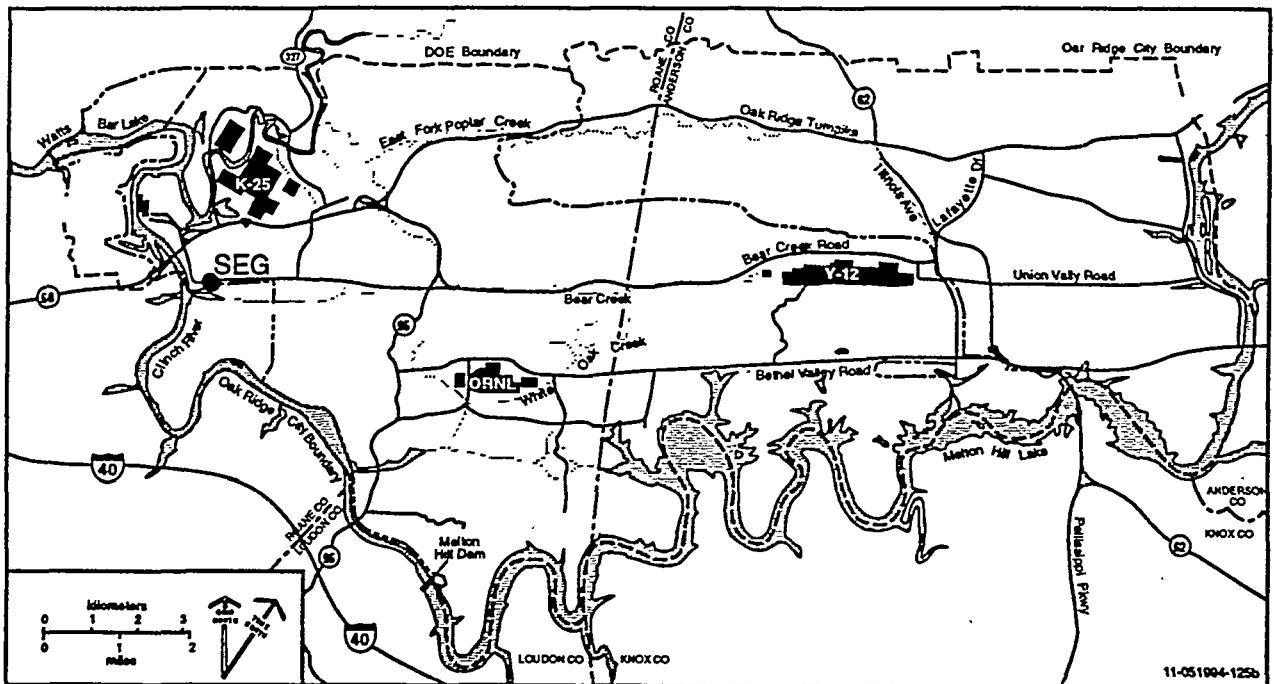 327
DOE Boundary
ROANE CO
ANDERSON CO
Oak Ridge City Boundary
62
Watts Bar Lake
East Fork Poplar Creek
Oak Ridge Turnpike
K-25
Illinois Ave
Lafayette Dr
SEG
Bear Creek Road
Y-12
Union Vally Road
58
Bear Creek
95
Clinch River
White Oak Creek
ORNL
Bethel Valley Road
Oak Ridge City Boundary
Melton Hill Lake
40
ANDERSON CO
KNOX CO
ROANE CO
LOUDON CO
95
Melton Hill Dam
Pellissippi Pkwy
62
kilometers
0 1 2 3
0 1 2
miles
40
LOUDON CO
KNOX CO
11-051994-125b